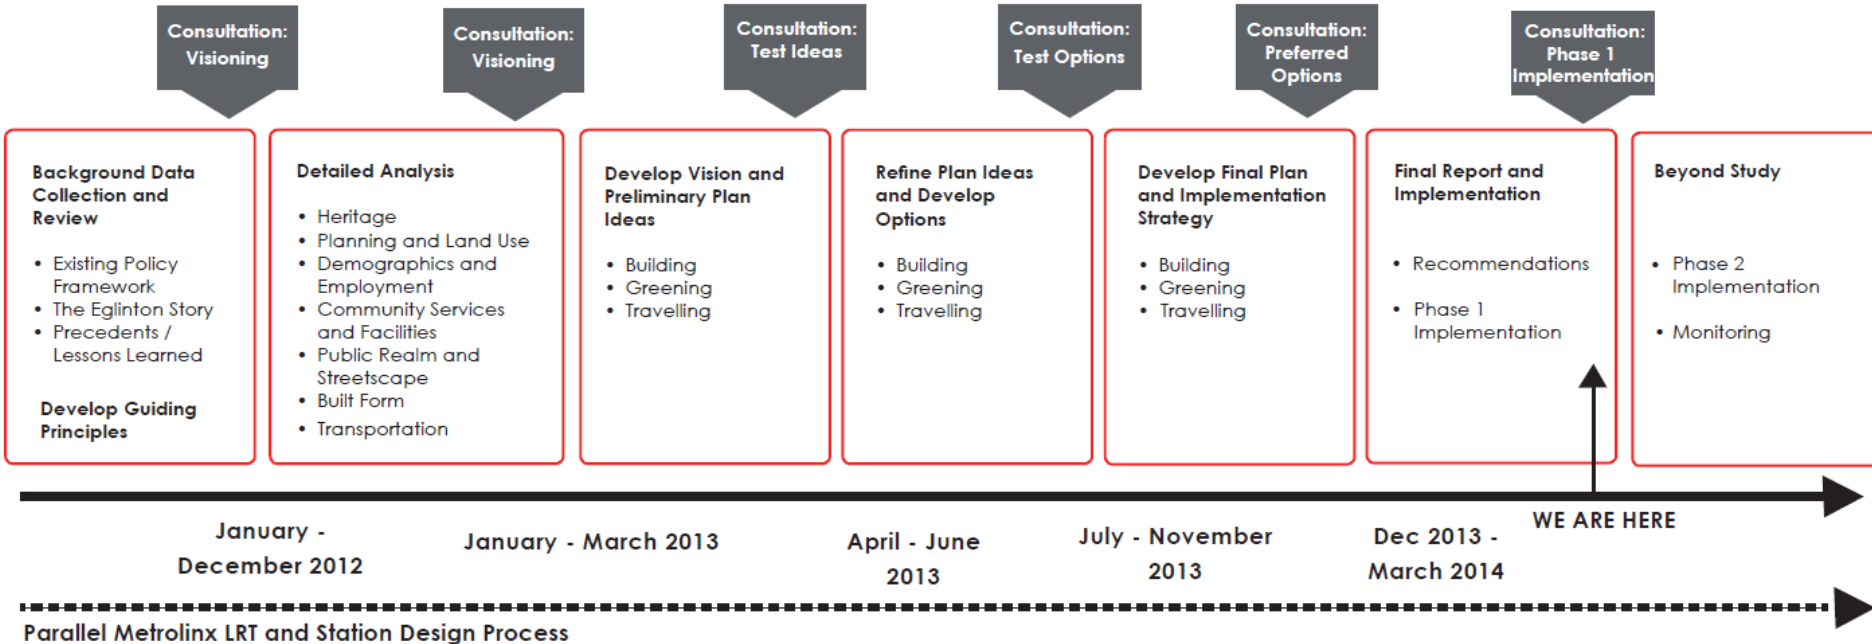 Consultation:
Visioning
Consultation:
Visioning
Consultation:
Test Ideas
Consultation:
Test Options
Consultation:
Preferred
Options
Consultation:
Phase 1
Implementation
Background Data
Collection and
Review
• Existing Policy
Framework
• The Eglinton Story
• Precedents /
Lessons Learned
Develop Guiding
Principles
Detailed Analysis
• Heritage
• Planning and Land Use
• Demographics and
Employment
• Community Services
and Facilities
• Public Realm and
Streetscape
• Built Form
• Transportation
Develop Vision and
Preliminary Plan
Ideas
• Building
• Greening
• Travelling
Refine Plan Ideas
and Develop
Options
• Building
• Greening
• Travelling
Develop Final Plan
and Implementation
Strategy
• Building
• Greening
• Travelling
Final Report and
Implementation
• Recommendations
• Phase 1
Implementation
Beyond Study
• Phase 2
Implementation
• Monitoring
January -
December 2012
January - March 2013
April - June
2013
July - November
2013
Dec 2013 -
March 2014
WE ARE HERE
Parallel Metrolinx LRT and Station Design Process